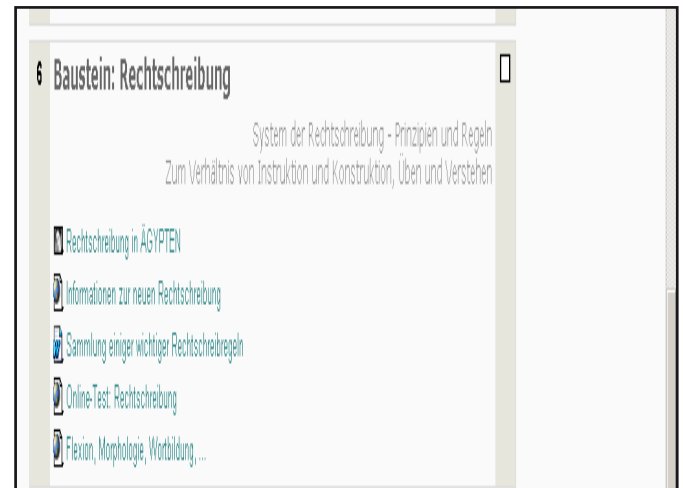 6 Baustein: Rechtschreibung
System der Rechtschreibung - Prinzipien und Regeln
Zum Verhältnis von Instruktion und Konstruktion, Üben und Verstehen
Rechtschreibung in ÄGYPTEN
Informationen zur neuen Rechtschreibung
Sammlung einiger wichtiger Rechtschreibregeln
Online-Test: Rechtschreibung
Flexion, Morphologie, Wortbildung, ...